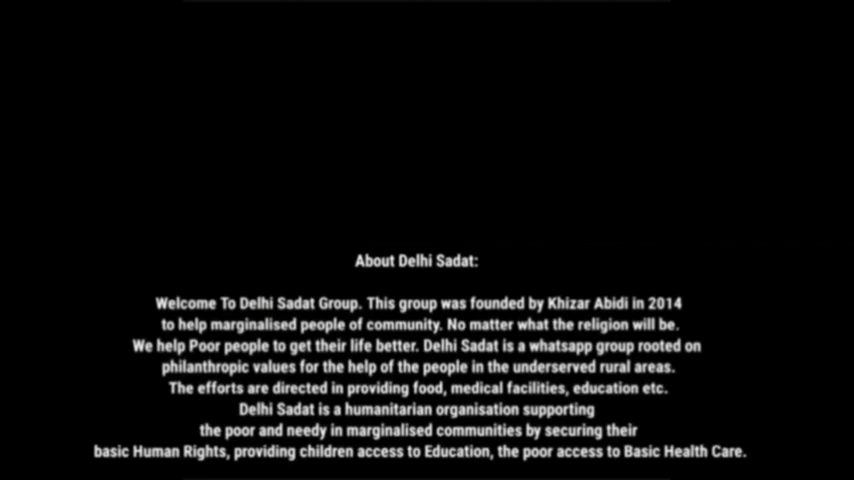 About Delhi Sadat:
Welcome To Delhi Sadat Group. This group was founded by Khizar Abidi in 2014
to help marginalised people of community. No matter what the religion will be.
We help Poor people to get their life better. Delhi Sadat is a whatsapp group rooted on
philanthropic values for the help of the people in the underserved rural areas.
The efforts are directed in providing food, medical facilities, education etc.
Delhi Sadat is a humanitarian organisation supporting
the poor and needy in marginalised communities by securing their
basic Human Rights, providing children access to Education, the poor access to Basic Health Care.